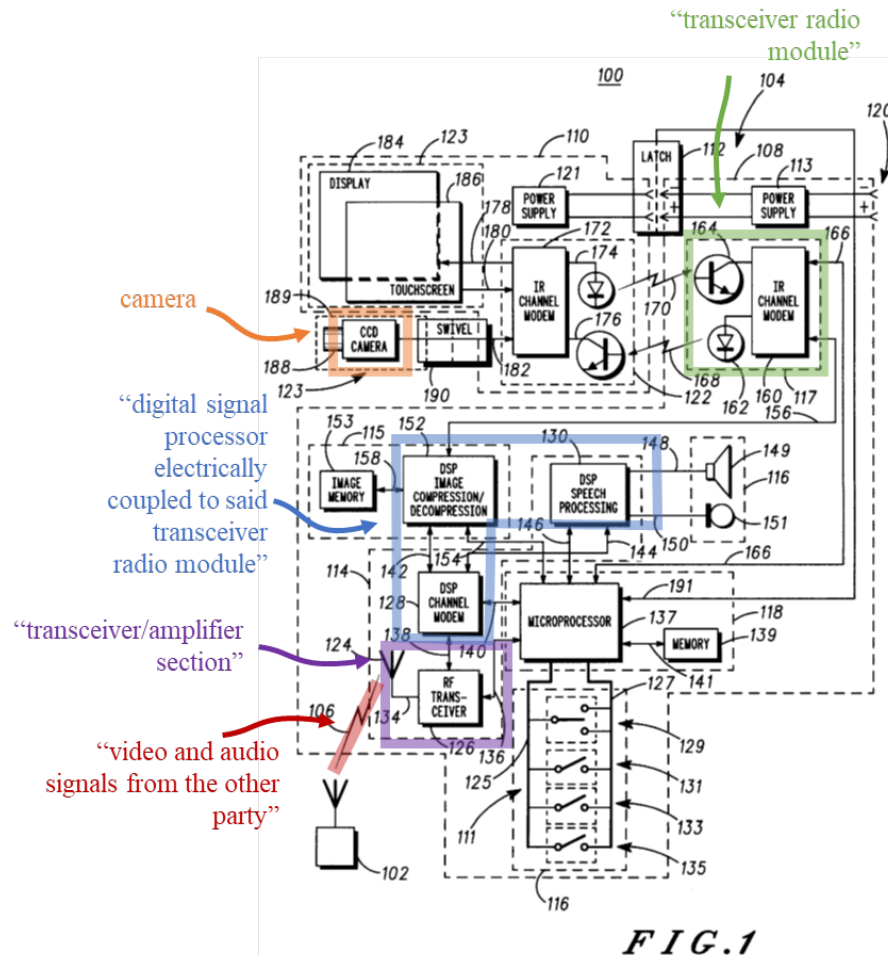 “transceiver radio
module”
100
104
120
184
123
110
LATCH
112
108
113
DISPLAY
186
121
POWER
SUPPLY
–
+
POWER
SUPPLY
–
+
178
180
172
164
166
174
IR
CHANNEL
MODEM
170
IR
CHANNEL
MODEM
TOUCHSCREEN
camera
189
CCD
CAMERA
SWIVEL
176
188
182
168
162
160
117
123
190
122
156
“digital signal
processor
electrically
coupled to said
transceiver
radio module”
153
115
152
130
148
149
158
IMAGE
MEMORY
DSP
IMAGE
COMPRESSION/
DECOMPRESSION
DSP
SPEECH
PROCESSING
116
151
146
150
154
144
142
166
114
191
128
DSP
CHANNEL
MODEM
MICROPROCESSOR
137
118
MEMORY
139
138
140
141
“transceiver/amplifier
section”
124
RF
TRANS-
CEIVER
127
134
106
126
136
125
129
“video and audio
signals from the other
party”
131
111
133
102
135
116
FIG.1